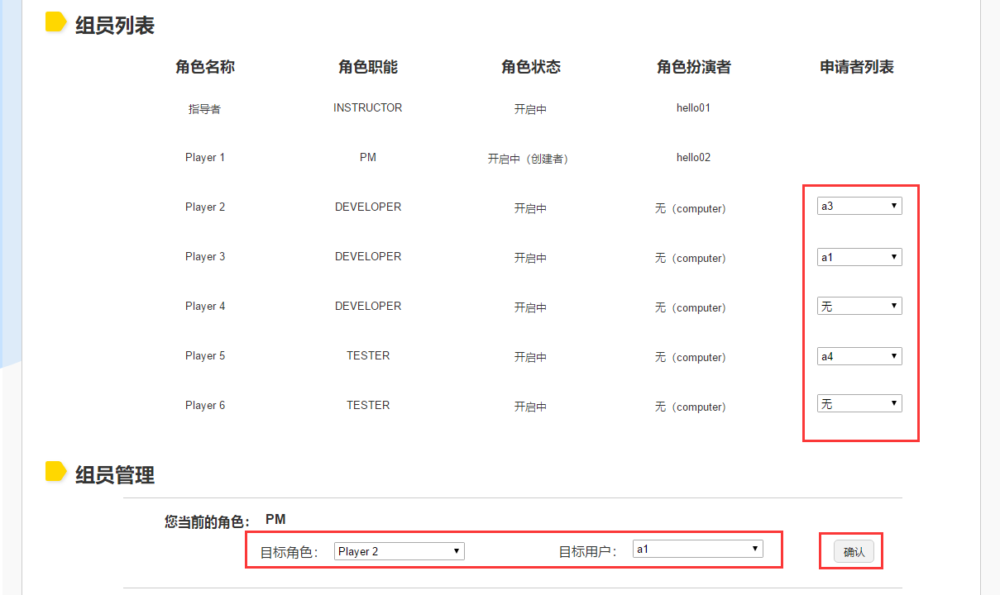 组员列表
角色名称 角色职能 角色状态 角色扮演者 申请者列表
指导者 INSTRUCTOR 开启中 hello01
Player 1 PM 开启中（创建者） hello02
Player 2 DEVELOPER 开启中 无（computer） a3
Player 3 DEVELOPER 开启中 无（computer） a1
Player 4 DEVELOPER 开启中 无（computer） 无
Player 5 TESTER 开启中 无（computer） a4
Player 6 TESTER 开启中 无（computer） 无
组员管理
您当前的角色： PM
目标角色： Player 2 目标用户： a1 确认